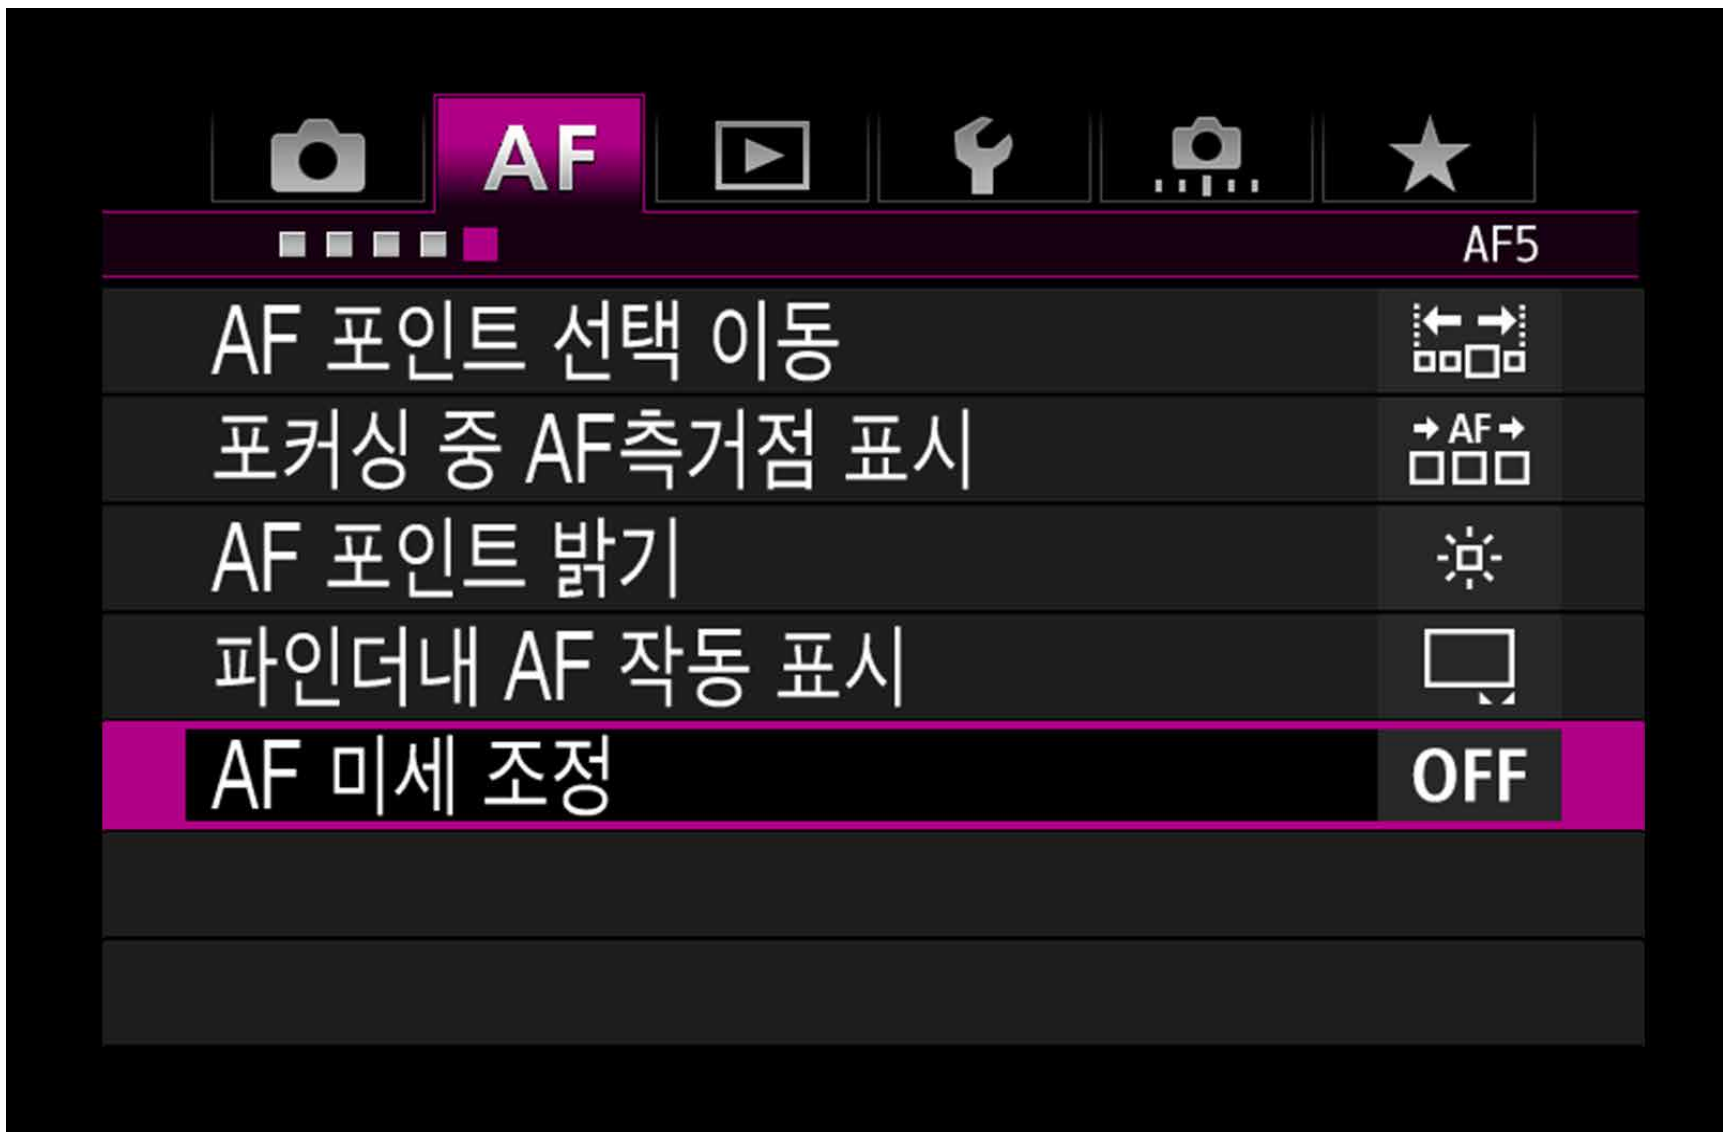 AF
AF5
AF 포인트 선택 이동
포커싱 중 AF측거점 표시
AF
AF 포인트 밝기
파인더내 AF 작동 표시
AF 미세 조정 OFF